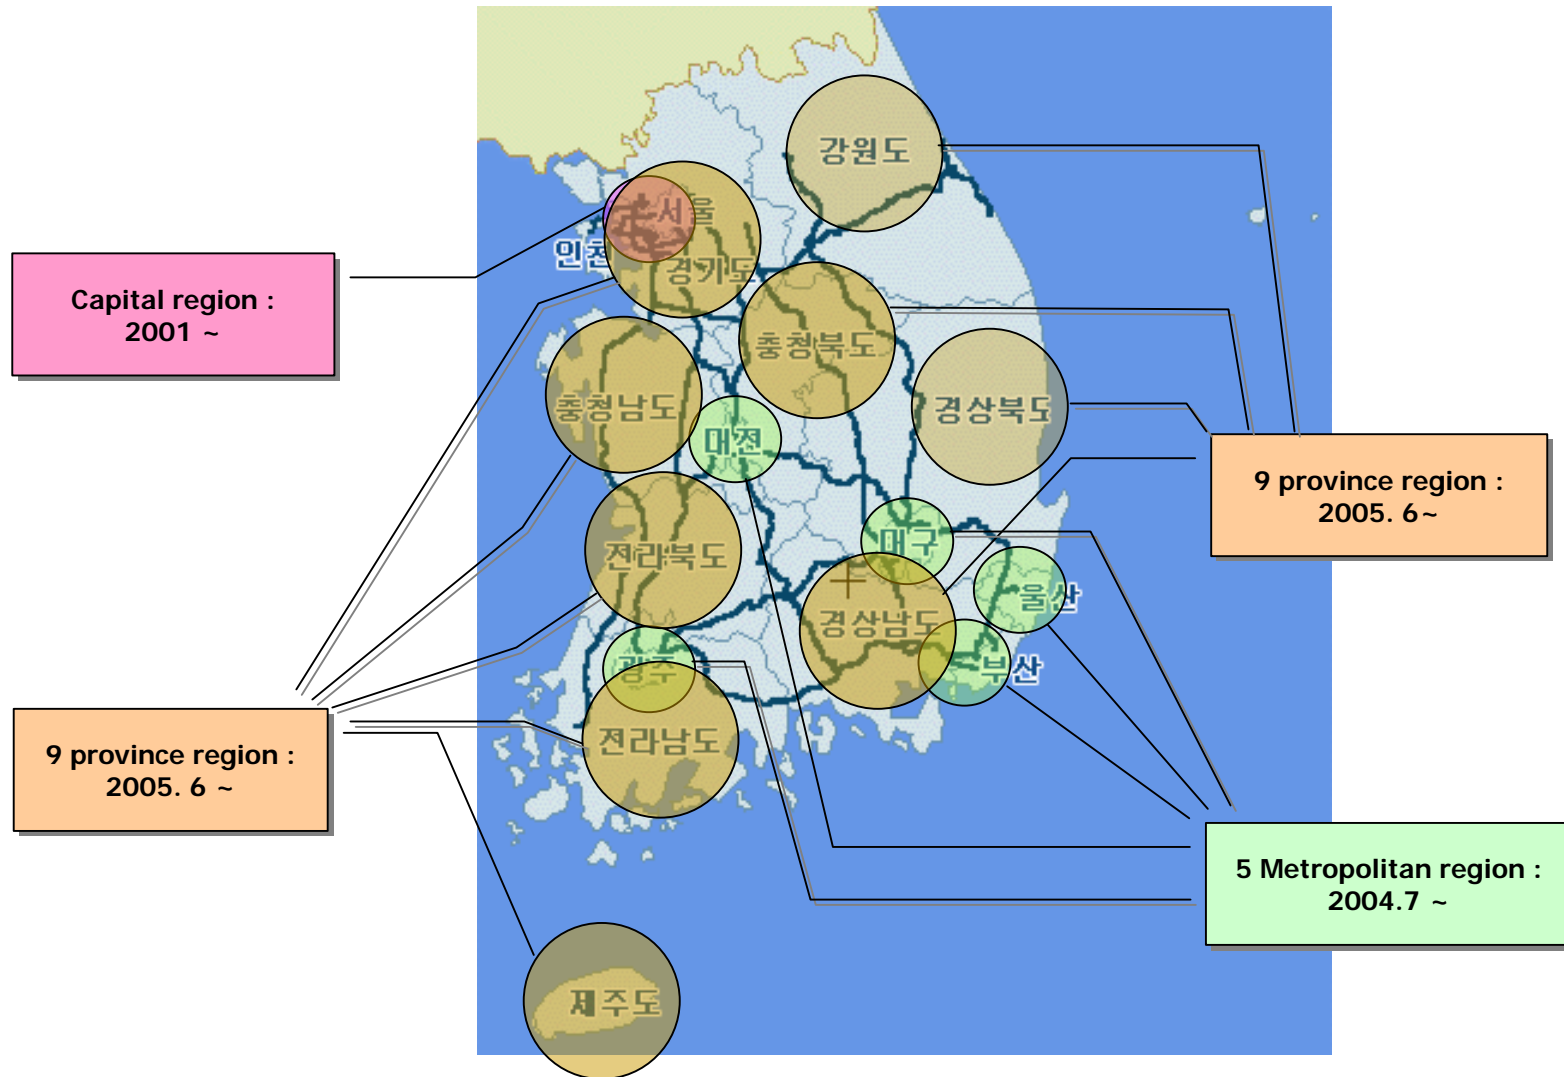 강원도
서울
인천
경기도
Capital region :
2001 ~
충청북도
충청남도
경상북도
대전
9 province region :
2005. 6~
대구
전라북도
울산
경상남도
광주
부산
전라남도
9 province region :
2005. 6 ~
5 Metropolitan region :
2004.7 ~
제주도